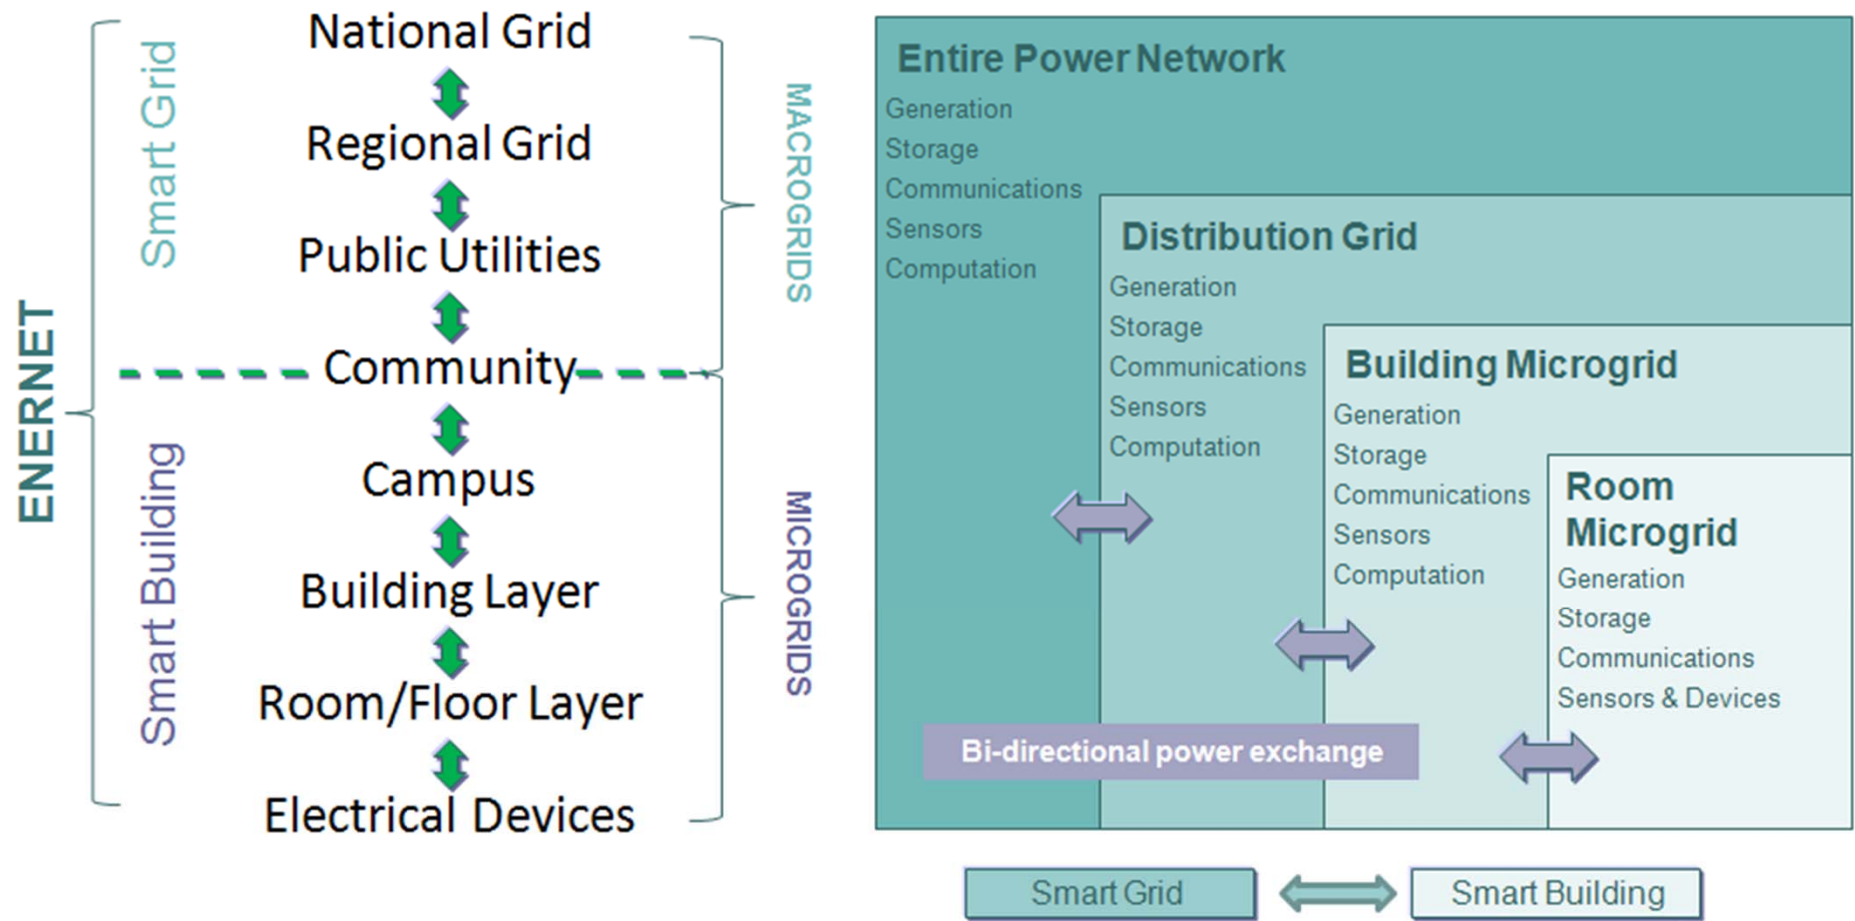 ENERNET
Smart Grid
Smart Building
National Grid
Regional Grid
Public Utilities
Community
Campus
Building Layer
Room/Floor Layer
Electrical Devices
MACROGRIDS
MICROGRIDS
Entire Power Network
Generation
Storage
Communications
Sensors
Computation
Distribution Grid
Generation
Storage
Communications
Sensors
Computation
Building Microgrid
Generation
Storage
Communications
Sensors
Computation
Room
Microgrid
Generation
Storage
Communications
Sensors & Devices
Bi-directional power exchange
Smart Grid
Smart Building